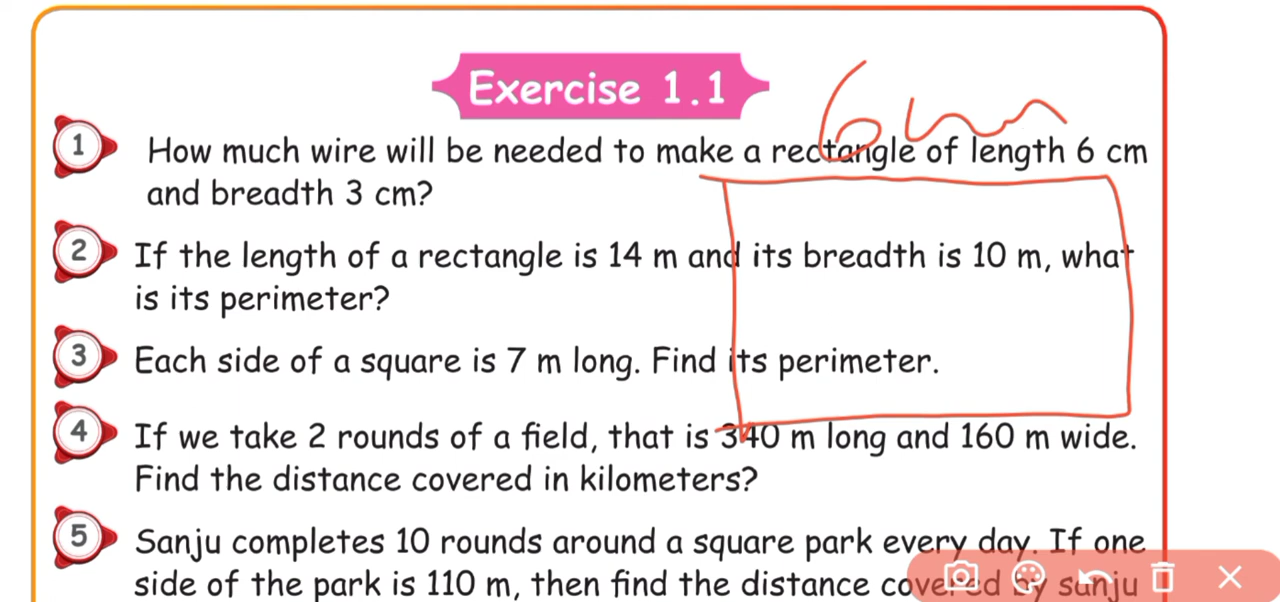 Exercise 1.1
6 cm
1 How much wire will be needed to make a rectangle of length 6 cm
and breadth 3 cm?
2 If the length of a rectangle is 14 m and its breadth is 10 m, what
is its perimeter?
3 Each side of a square is 7 m long. Find its perimeter.
4 If we take 2 rounds of a field, that is 340 m long and 160 m wide.
Find the distance covered in kilometers?
5 Sanju completes 10 rounds around a square park every day. If one
side of the park is 110 m, then find the distance covered by sanju